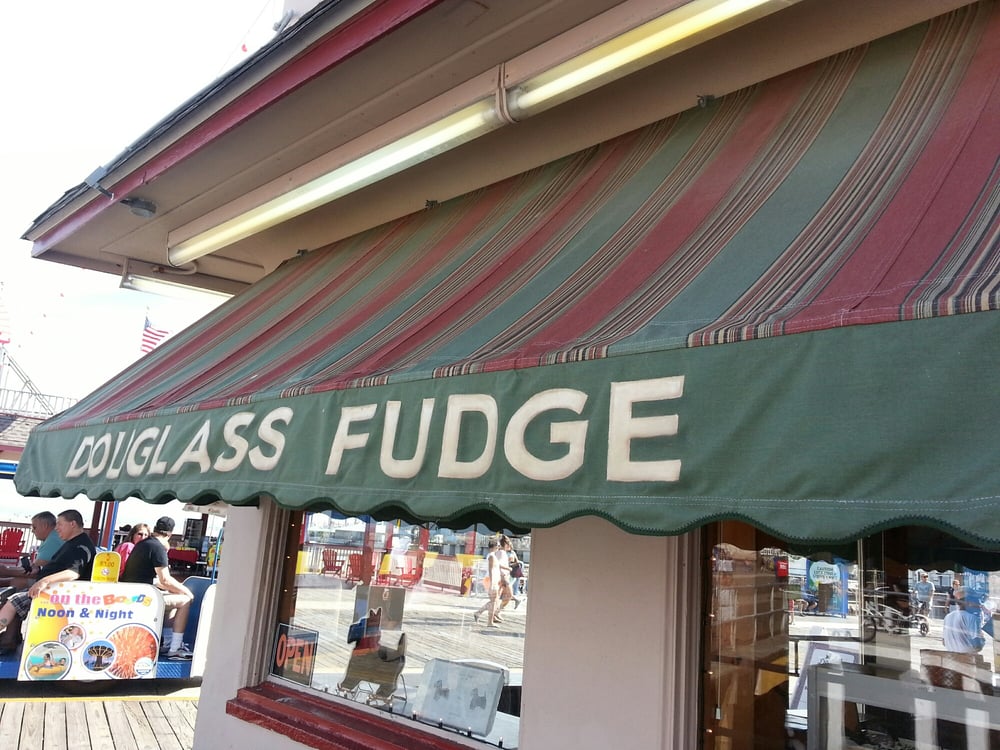 DOUGLASS FUDGE
on the Boards
Noon & Night
OPEN